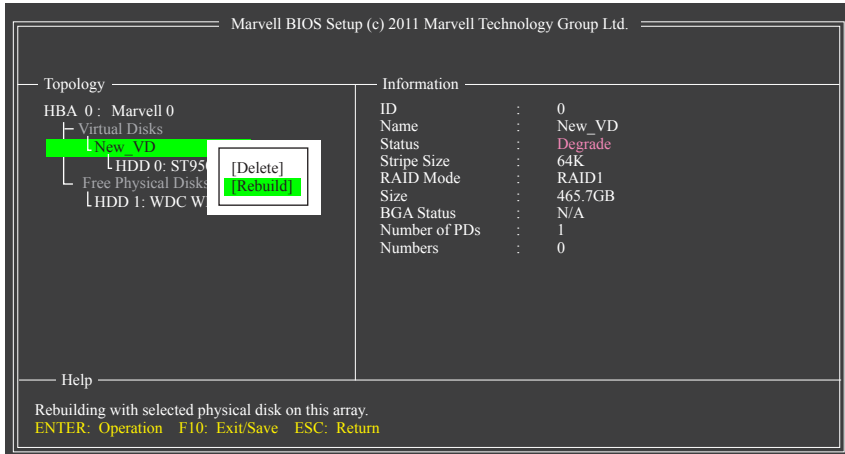 Marvell BIOS Setup (c) 2011 Marvell Technology Group Ltd.
Topology
HBA 0 : Marvell 0
Virtual Disks
New_VD
HDD 0: ST95
Free Physical Disks
HDD 1: WDC W
[Delete]
[Rebuild]
Information
ID : 0
Name : New_VD
Status : Degrade
Stripe Size : 64K
RAID Mode : RAID1
Size : 465.7GB
BGA Status : N/A
Number of PDs : 1
Numbers : 0
Help
Rebuilding with selected physical disk on this array.
ENTER: Operation F10: Exit/Save ESC: Return